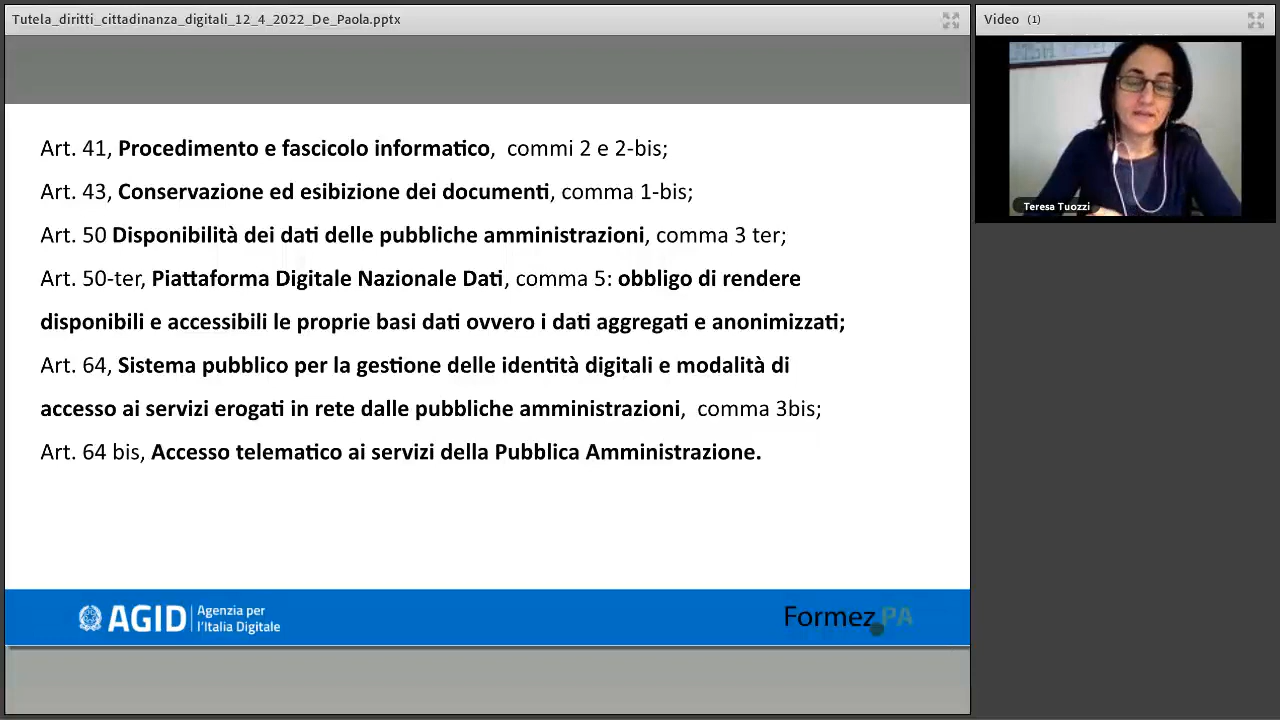 Tutela_diritti_cittadinanza_digitali_12_4_2022_De_Paola.pptx
Video (1)
Teresa Tuozzi
Art. 41, Procedimento e fascicolo informatico, commi 2 e 2-bis;
Art. 43, Conservazione ed esibizione dei documenti, comma 1-bis;
Art. 50 Disponibilità dei dati delle pubbliche amministrazioni, comma 3 ter;
Art. 50-ter, Piattaforma Digitale Nazionale Dati, comma 5: obbligo di rendere
disponibili e accessibili le proprie basi dati ovvero i dati aggregati e anonimizzati;
Art. 64, Sistema pubblico per la gestione delle identità digitali e modalità di
accesso ai servizi erogati in rete dalle pubbliche amministrazioni, comma 3bis;
Art. 64 bis, Accesso telematico ai servizi della Pubblica Amministrazione.
AGID
Agenzia per
l'Italia Digitale
Formez PA